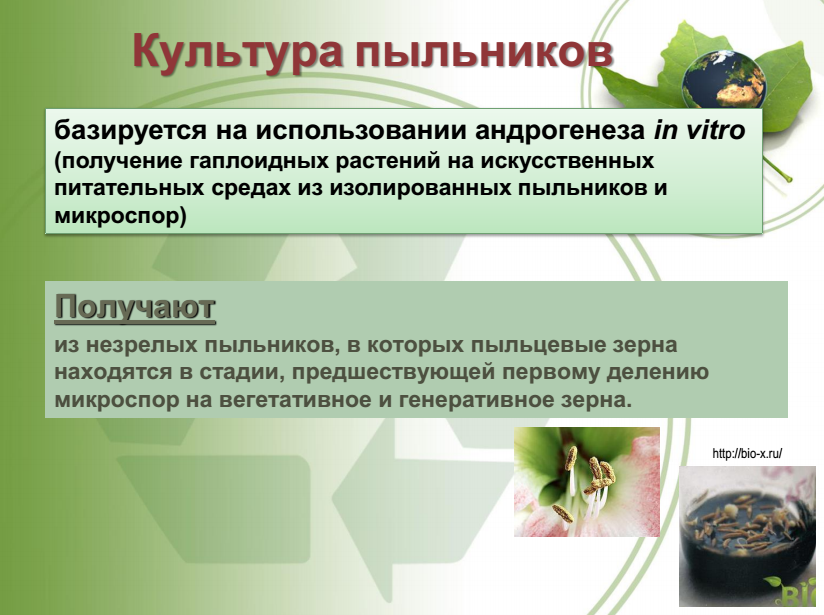 Культура пыльников
базируется на использовании андрогенеза in vitro
(получение гаплоидных растений на искусственных
питательных средах из изолированных пыльников и
микроспор)
Получают
из незрелых пыльников, в которых пыльцевые зерна
находятся в стадии, предшествующей первому делению
микроспор на вегетативное и генеративное зерна.
http://bio-x.ru/